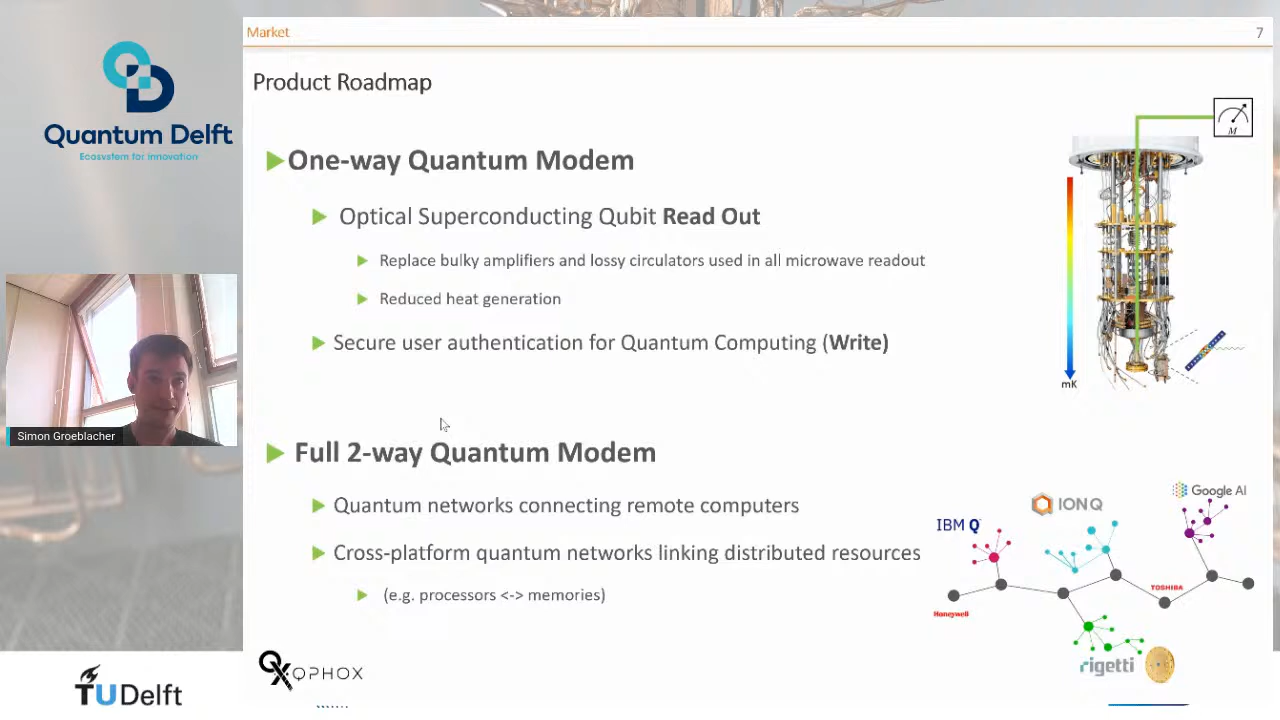 Market
7
Product Roadmap
Quantum Delft
Ecosystem for Innovation
One-way Quantum Modem
Optical Superconducting Qubit Read Out
Replace bulky amplifiers and lossy circulators used in all microwave readout
Reduced heat generation
Secure user authentication for Quantum Computing (Write)
M
mK
Simon Groeblacher
Full 2-way Quantum Modem
Quantum networks connecting remote computers
Cross-platform quantum networks linking distributed resources
(e.g. processors <-> memories)
IBM Q
IONQ
Google AI
TOSHIBA
Honeywell
rigetti
QPHOX
TUDelft